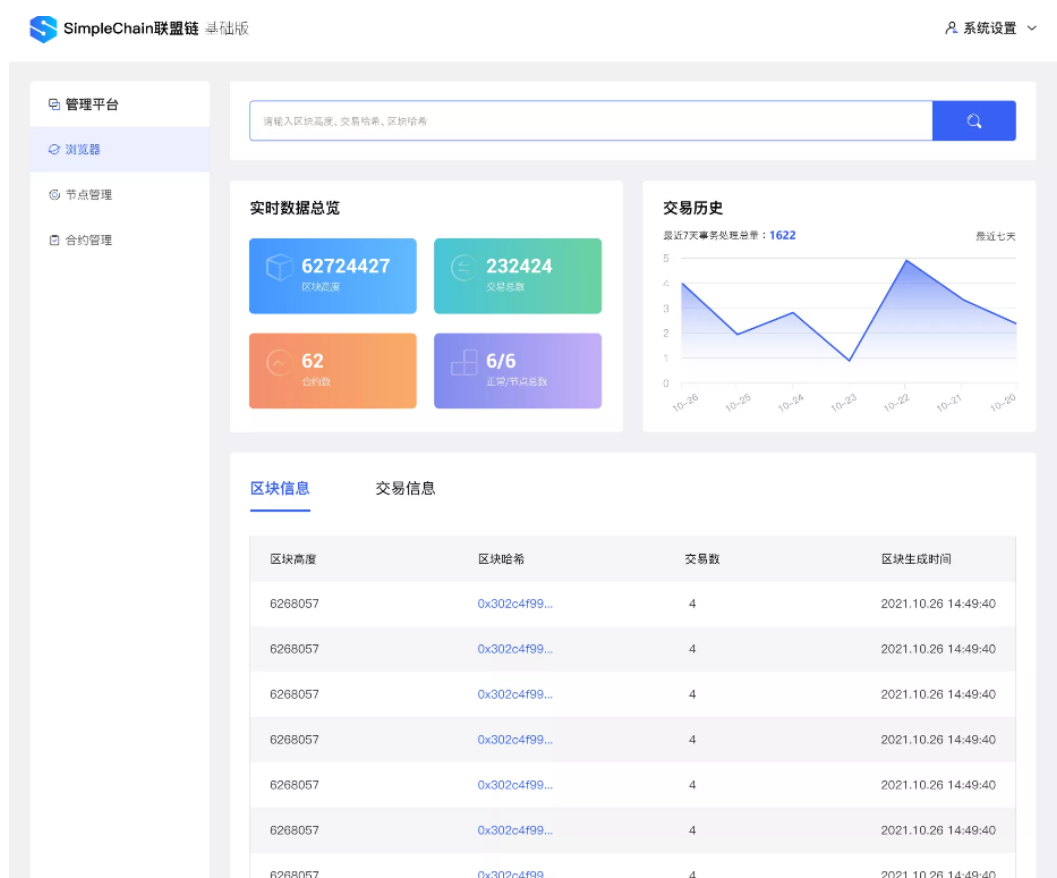 SimpleChain联盟链 基础版
系统设置
管理平台
浏览器
节点管理
合约管理
请输入区块高度、交易哈希、区块哈希
实时数据总览
62724427
区块高度
232424
交易总数
62
合约数
6/6
正常/节点总数
交易历史
最近7天事务处理总量：1622
最近七天
5
4
3
2
1
0
10-26
10-25
10-24
10-23
10-22
10-21
10-20
区块信息 交易信息
区块高度 区块哈希 交易数 区块生成时间
6268057 0x302c4f99... 4 2021.10.26 14:49:40
6268057 0x302c4f99... 4 2021.10.26 14:49:40
6268057 0x302c4f99... 4 2021.10.26 14:49:40
6268057 0x302c4f99... 4 2021.10.26 14:49:40
6268057 0x302c4f99... 4 2021.10.26 14:49:40
6268057 0x302c4f99... 4 2021.10.26 14:49:40
6268057 0x302c4f99... 4 2021.10.26 14:49:40